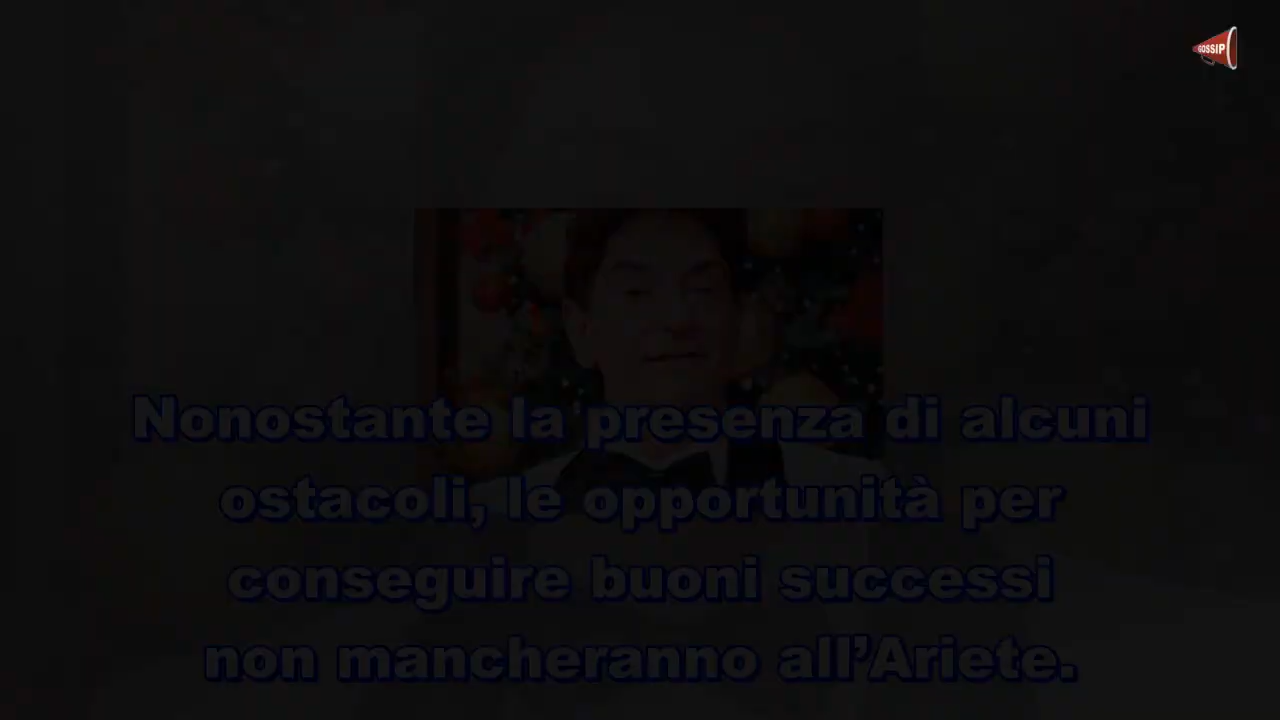 GOSSIP
Nonostante la presenza di alcuni
ostacoli, le opportunità per
conseguire buoni successi
non mancheranno all’Ariete.